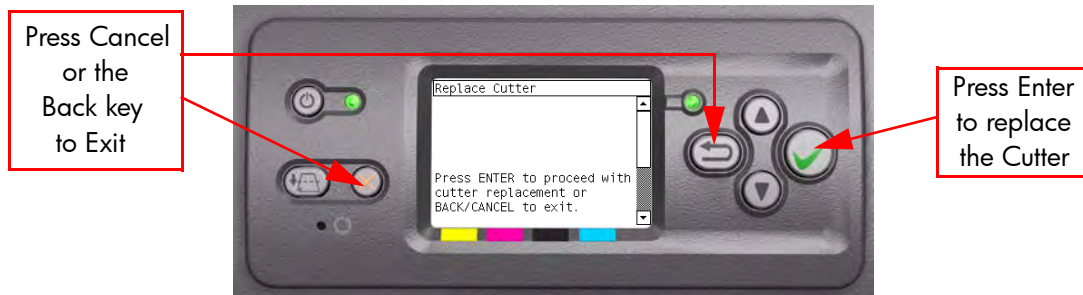 Press Cancel
or the
Back key
to Exit
Replace Cutter
Press ENTER to proceed with
cutter replacement or
BACK/CANCEL to exit.
Press Enter
to replace
the Cutter